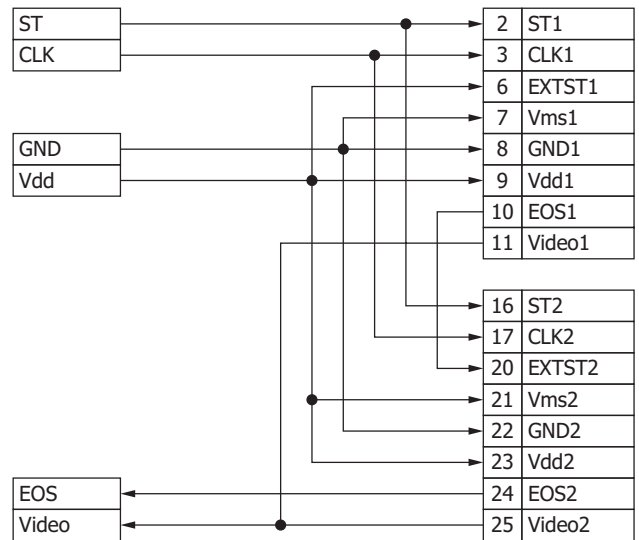 ST
CLK
GND
Vdd
EOS
Video
2 ST1
3 CLK1
6 EXTST1
7 Vms1
8 GND1
9 Vdd1
10 EOS1
11 Video1
16 ST2
17 CLK2
20 EXTST2
21 Vms2
22 GND2
23 Vdd2
24 EOS2
25 Video2